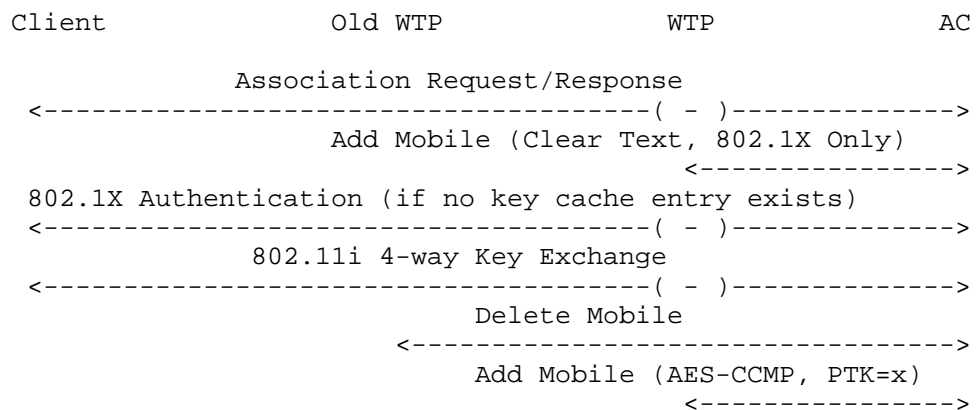 Client              Old WTP              WTP              AC
Association Request/Response
<--------------------------------------( - )-------------->
Add Mobile (Clear Text, 802.1X Only)
<---------------->
802.1X Authentication (if no key cache entry exists)
<--------------------------------------( - )-------------->
802.11i 4-way Key Exchange
<--------------------------------------( - )-------------->
Delete Mobile
<---------------------------------->
Add Mobile (AES-CCMP, PTK=x)
<---------------->